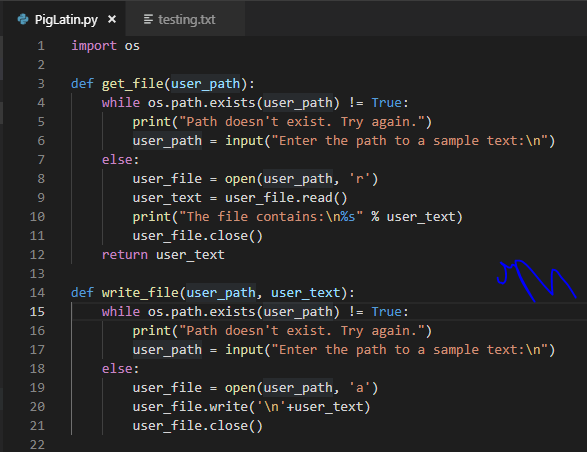 PigLatin.py × testing.txt
1 import os
2
3 def get_file(user_path):
4 while os.path.exists(user_path) != True:
5 print("Path doesn't exist. Try again.")
6 user_path = input("Enter the path to a sample text:\n")
7 else:
8 user_file = open(user_path, 'r')
9 user_text = user_file.read()
10 print("The file contains:\n%s" % user_text)
11 user_file.close()
12 return user_text
13
14 def write_file(user_path, user_text):
15 while os.path.exists(user_path) != True:
16 print("Path doesn't exist. Try again.")
17 user_path = input("Enter the path to a sample text:\n")
18 else:
19 user_file = open(user_path, 'a')
20 user_file.write('\n'+user_text)
21 user_file.close()
22